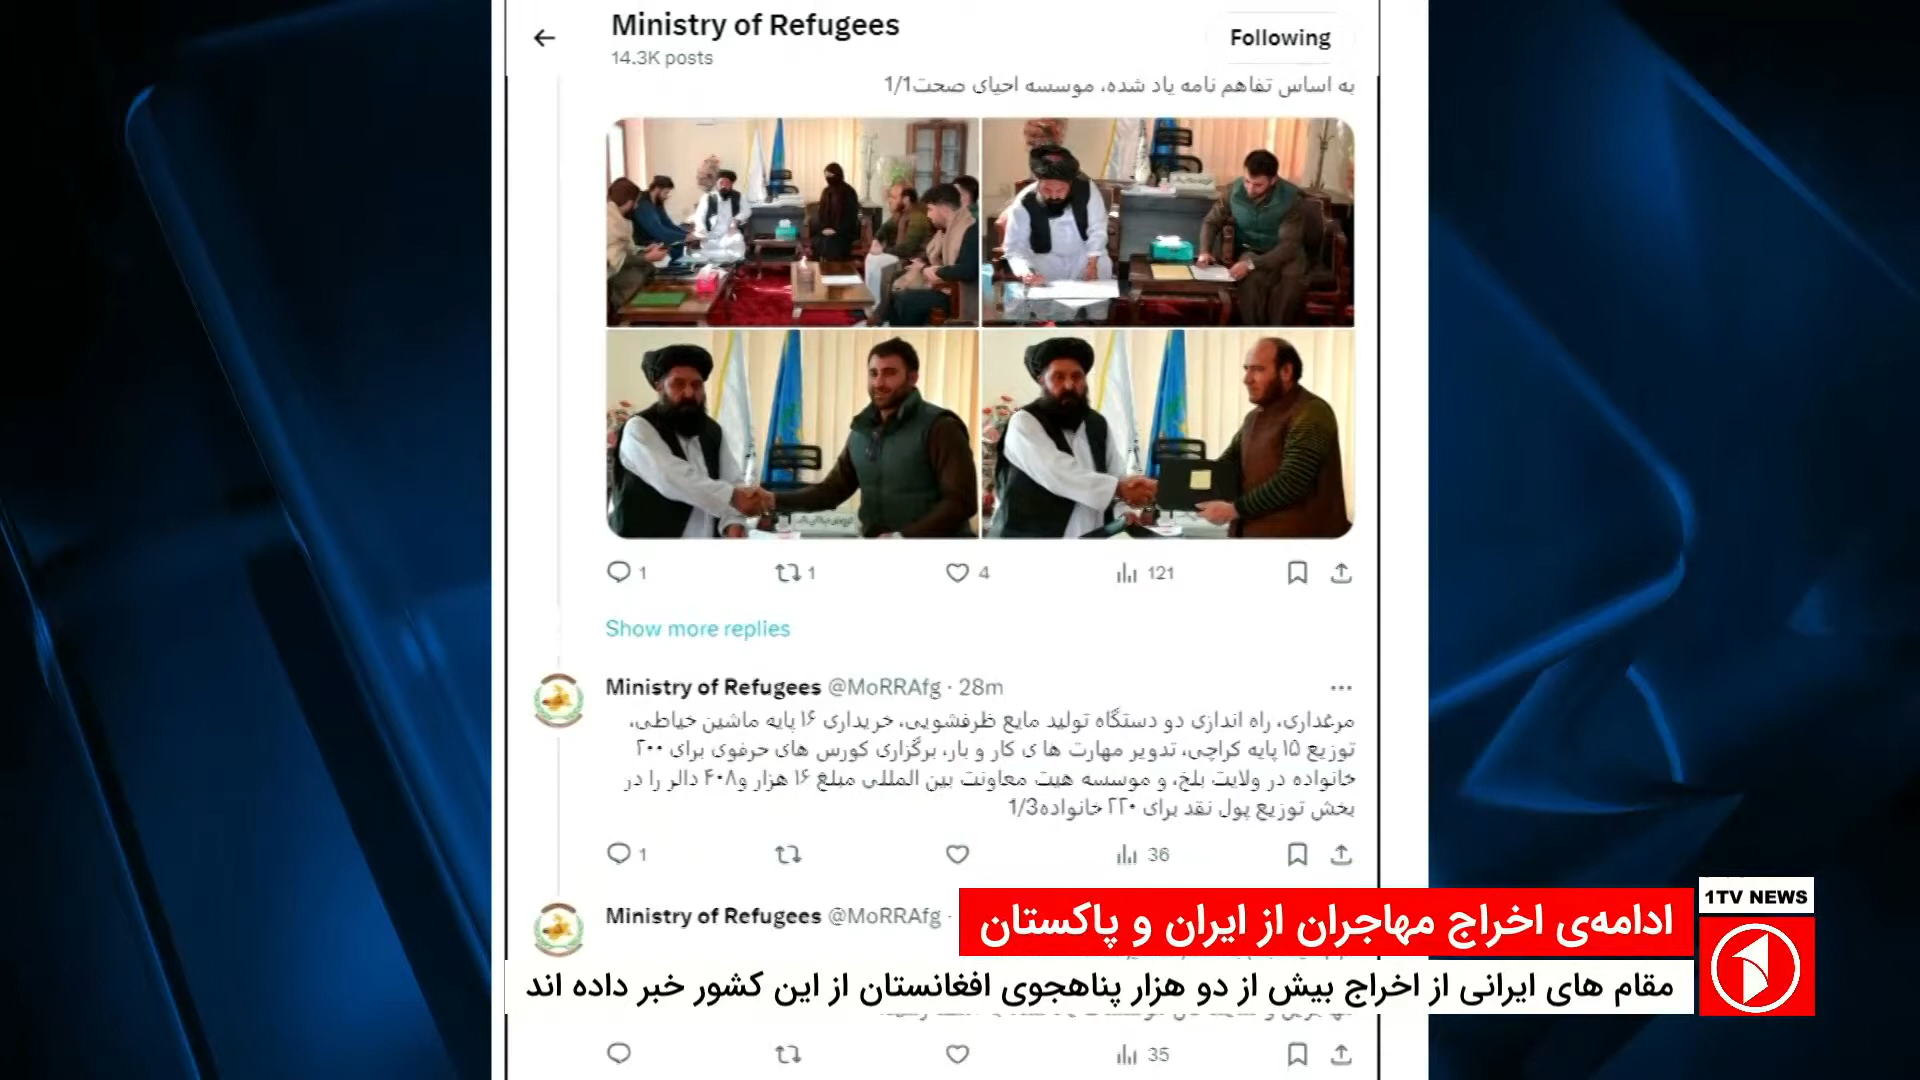 Ministry of Refugees
14.3K posts
Following
به اساس تفاهم نامه یاد شده، موسسه احیای صحت1/1
1
1
4
121
Show more replies
Ministry of Refugees @MoRRAfg · 28m
مرغداری، راه اندازی دو دستگاه تولید مایع ظرفشویی، خریداری ۱۶ پایه ماشین خیاطی،
توزیع ۱۵ پایه کراچی، تدویر مهارت ها ی کار و بار، برگزاری کورس های حرفوی برای ۲۰۰
خانواده در ولایت بلخ، و موسسه هیت معاونت بین المللی مبلغ ۱۶ هزار و۴۰۸ دالر را در
بخش توزیع پول نقد برای ۲۲۰ خانواده1/3
1
36
Ministry of Refugees @MoRRAfg ·
1TV NEWS
ادامه‌ی اخراج مهاجران از ایران و پاکستان
مقام های ایرانی از اخراج بیش از دو هزار پناهجوی افغانستان از این کشور خبر داده اند
35